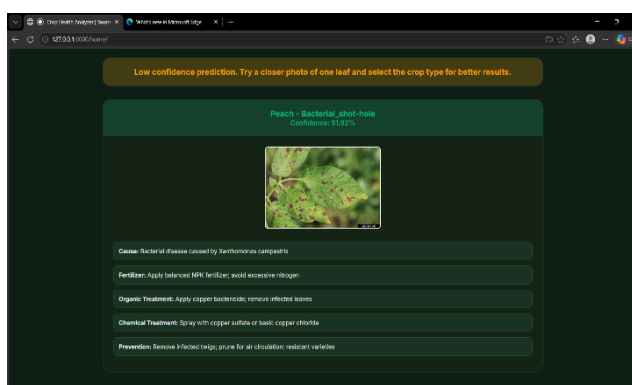 Crop Health Analyzer | Swarn
What's new in Microsoft Edge
127.0.0.1:8000/home/
Low confidence prediction. Try a closer photo of one leaf and select the crop type for better results.
Peach - Bacterial_shot-hole
Confidence: 51.92%
Cause: Bacterial disease caused by Xanthomonas campestris
Fertilizer: Apply balanced NPK fertilizer; avoid excessive nitrogen
Organic Treatment: Apply copper bactericide; remove infected leaves
Chemical Treatment: Spray with copper sulfate or basic copper chloride
Prevention: Remove infected twigs; prune for air circulation; resistant varieties